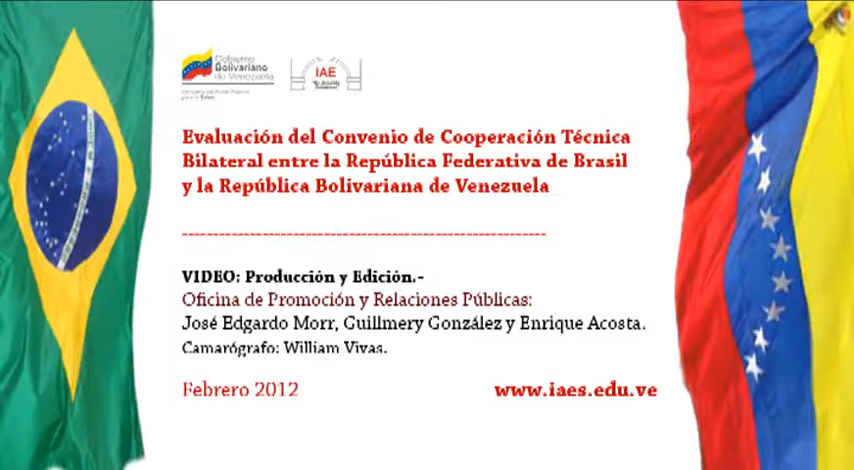 Gobierno
Bolivariano
de Venezuela
IAE
Evaluación del Convenio de Cooperación Técnica
Bilateral entre la República Federativa de Brasil
y la República Bolivariana de Venezuela
------------------------------------------------------------
VIDEO: Producción y Edición.-
Oficina de Promoción y Relaciones Públicas:
José Edgardo Morr, Guillmery González y Enrique Acosta.
Camarógrafo: William Vivas.
Febrero 2012
www.iaes.edu.ve